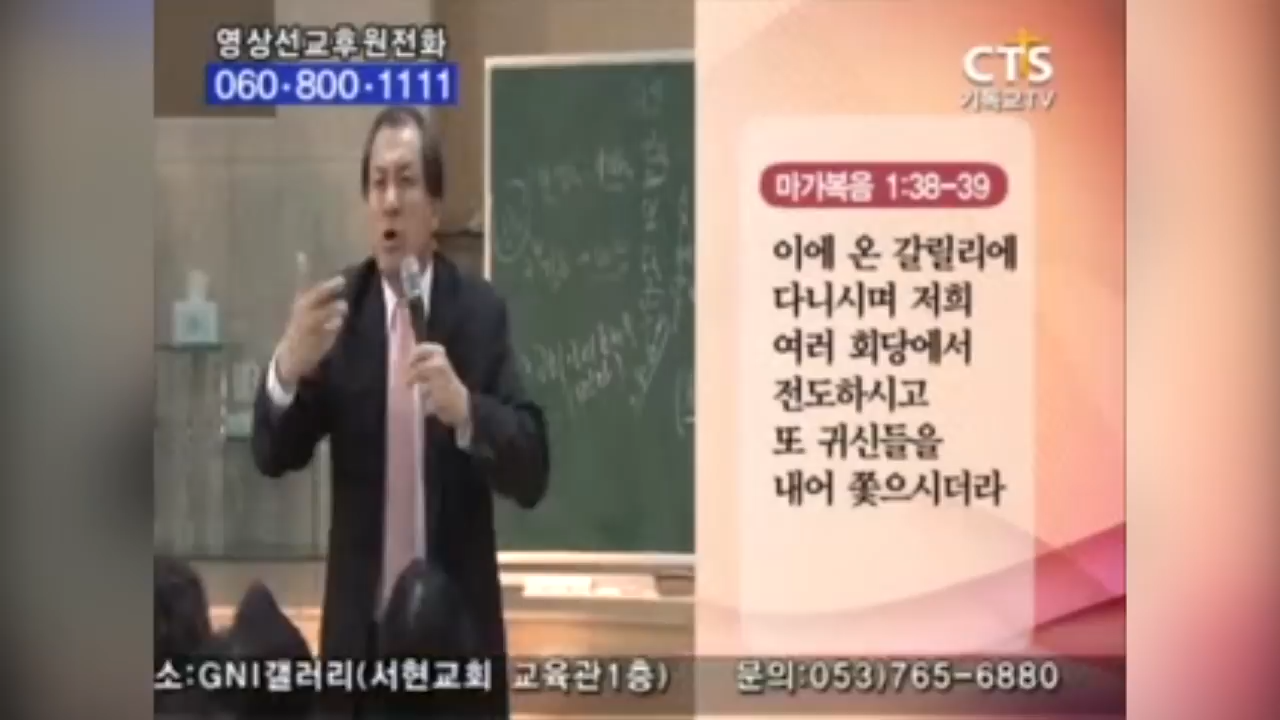 영상선교후원전화
060·800·1111
CTS
기독교TV
마가복음 1:38-39
이에 온 갈릴리에
다니시며 저희
여러 회당에서
전도하시고
또 귀신들을
내어 쫓으시더라
소:GNI갤러리(서현교회 교육관1층) 문의:053)765-6880